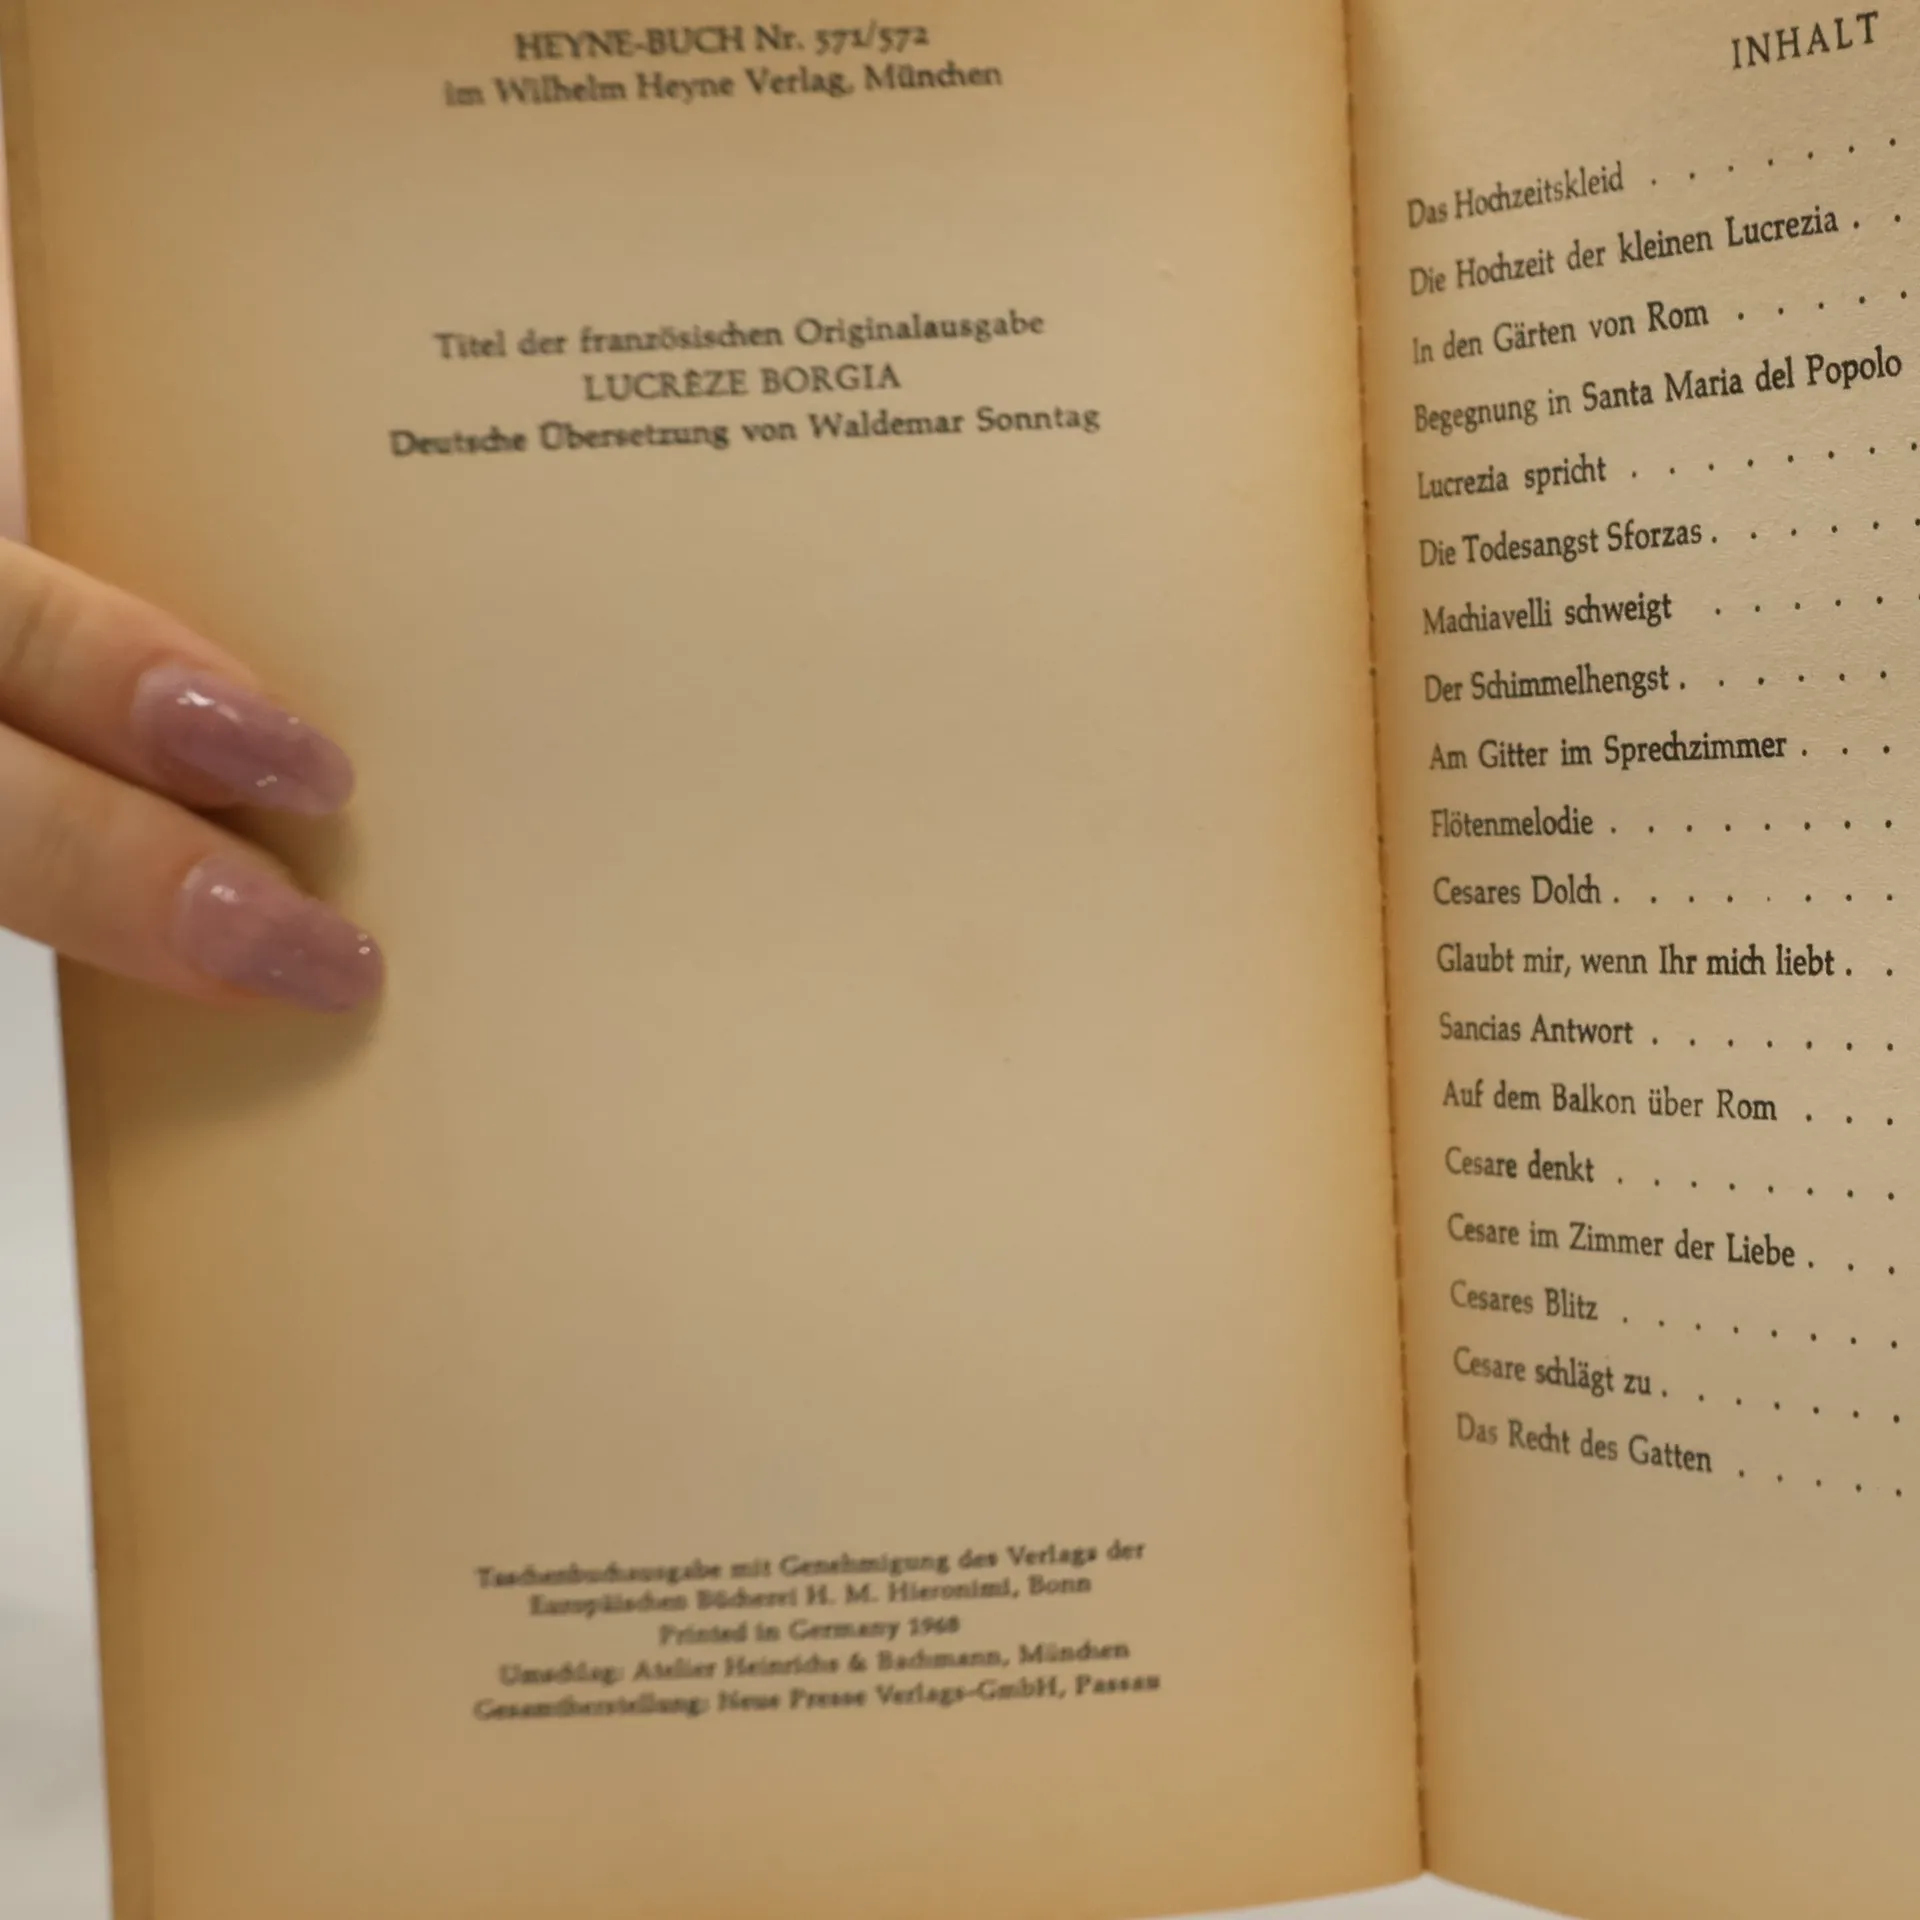 HEYNE-BUCH Nr. 571/572
im Wilhelm Heyne Verlag, München
Titel der französischen Originalausgabe
LUCRÈZE BORGIA
Deutsche Übersetzung von Waldemar Sonntag
Taschenbuchausgabe mit Genehmigung des Verlags der
Europäischen Bücherei H. M. Hieronimi, Bonn
Printed in Germany 1968
Umschlag: Atelier Heinrichs & Bachmann, München
Gesamtherstellung: Neue Presse Verlags-GmbH, Passau
INHALT
Das Hochzeitskleid . . . . . . .
Die Hochzeit der kleinen Lucrezia . .
In den Gärten von Rom . . . . .
Begegnung in Santa Maria del Popolo
Lucrezia spricht . . . . . . . .
Die Todesangst Sforzas . . . . . .
Machiavelli schweigt . . . . . .
Der Schimmelhengst . . . . . .
Am Gitter im Sprechzimmer . . .
Flötenmelodie . . . . . . . .
Cesares Dolch . . . . . . . .
Glaubt mir, wenn Ihr mich liebt . .
Sancias Antwort . . . . . . .
Auf dem Balkon über Rom . . .
Cesare denkt . . . . . . . .
Cesare im Zimmer der Liebe . . .
Cesares Blitz . . . . . . . .
Cesare schlägt zu . . . . . . .
Das Recht des Gatten . . . . .